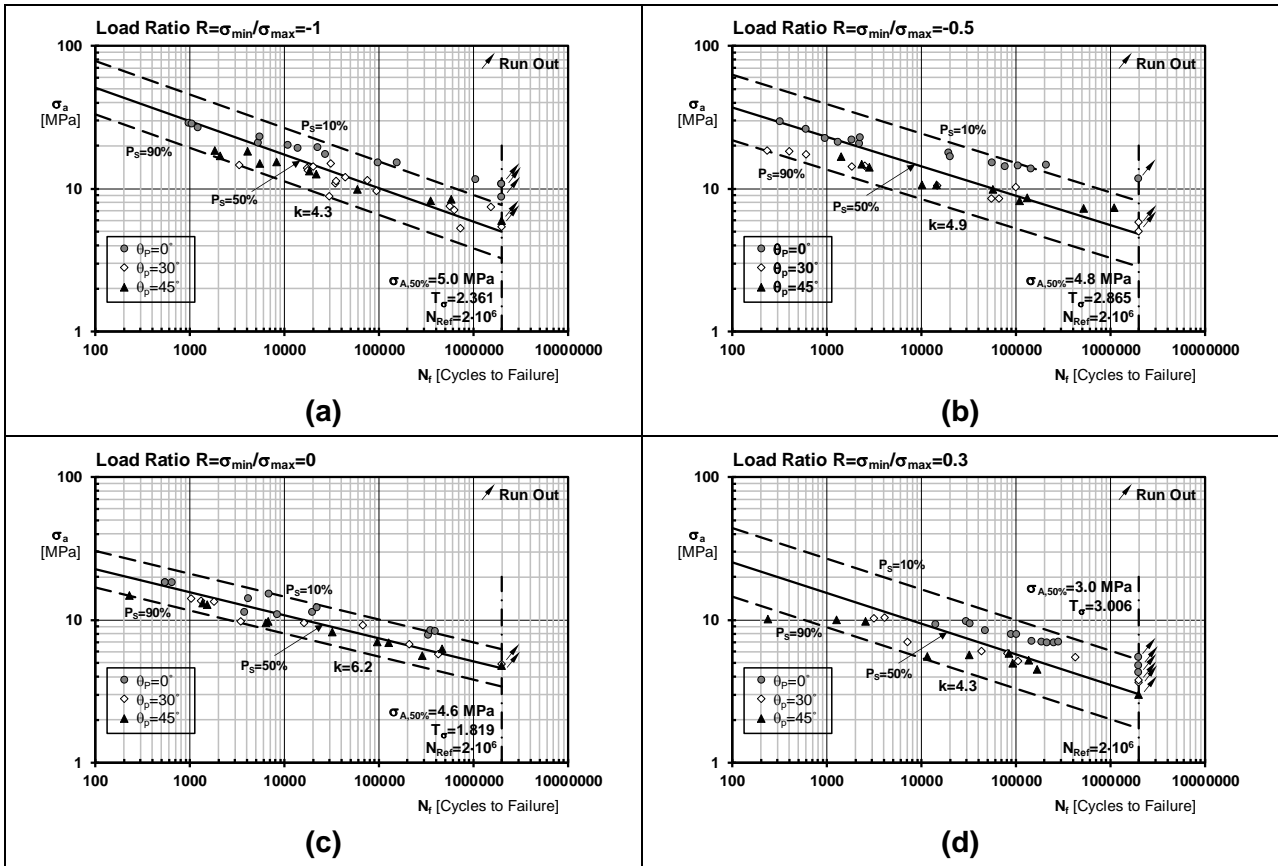 Load Ratio R=σmin/σmax=-1
100
10
1
σa
[MPa]
Run Out
PS=10%
PS=90%
PS=50%
k=4.3
θP=0°
θp=30°
θp=45°
σA,50%=5.0 MPa
Tσ=2.361
NRef=2·10⁶
100 1000 10000 100000 1000000 10000000
Nf [Cycles to Failure]
(a)
Load Ratio R=σmin/σmax=-0.5
100
10
1
σa
[MPa]
Run Out
PS=10%
PS=90%
PS=50%
k=4.9
θP=0°
θp=30°
θp=45°
σA,50%=4.8 MPa
Tσ=2.865
NRef=2·10⁶
100 1000 10000 100000 1000000 10000000
Nf [Cycles to Failure]
(b)
Load Ratio R=σmin/σmax=0
100
10
1
σa
[MPa]
Run Out
PS=10%
PS=90%
PS=50%
k=6.2
θP=0°
θp=30°
θp=45°
σA,50%=4.6 MPa
Tσ=1.819
NRef=2·10⁶
100 1000 10000 100000 1000000 10000000
Nf [Cycles to Failure]
(c)
Load Ratio R=σmin/σmax=0.3
100
10
1
σa
[MPa]
Run Out
PS=10%
σA,50%=3.0 MPa
Tσ=3.006
PS=90%
PS=50%
k=4.3
θP=0°
θp=30°
θp=45°
NRef=2·10⁶
100 1000 10000 100000 1000000 10000000
Nf [Cycles to Failure]
(d)